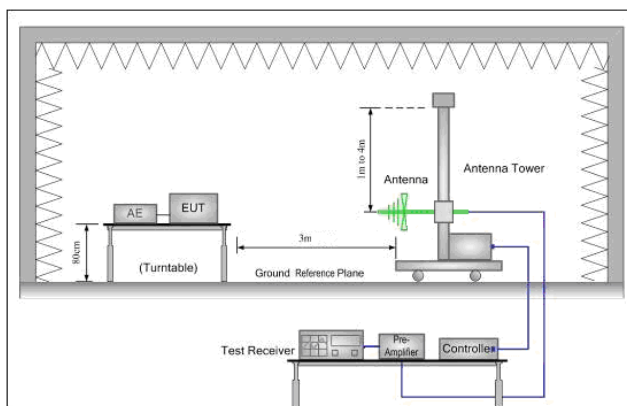 1m to 4m
Antenna
Antenna Tower
AE
EUT
3m
80cm
(Turntable)
Ground Reference Plane
Test Receiver
Pre-
Amplifier
Controller